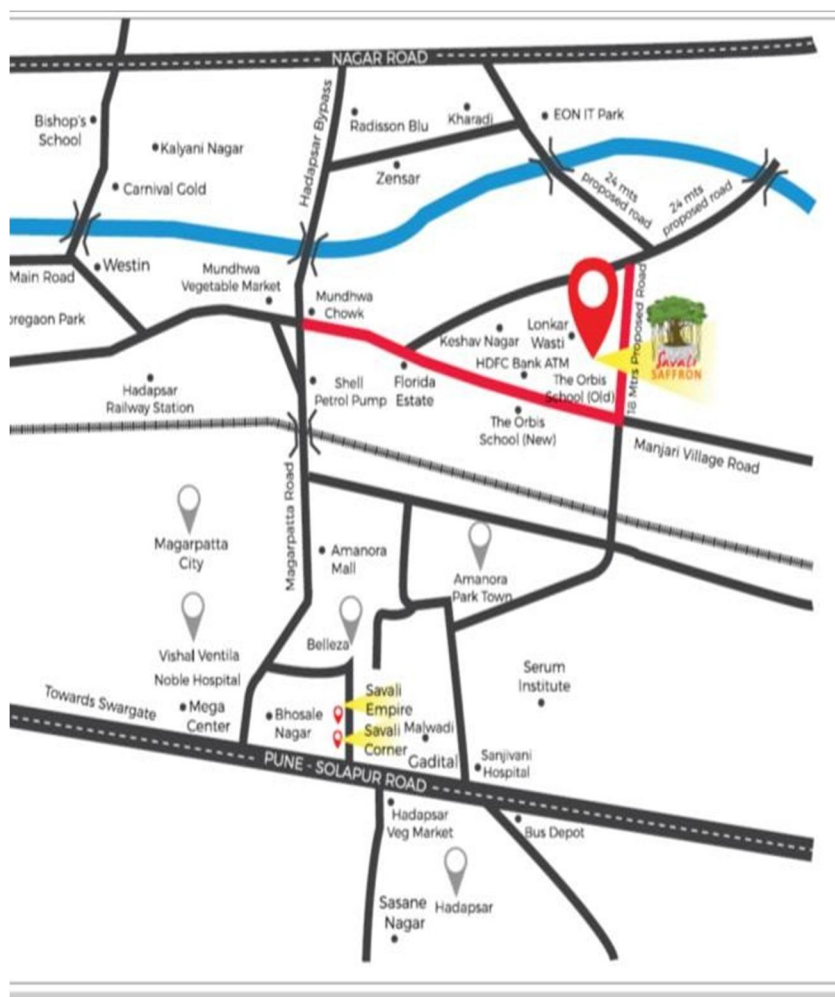 NAGAR ROAD
Bishop's
School
Kalyani Nagar
Carnival Gold
Hadapsar Bypass
Radisson Blu
Kharadi
EON IT Park
Zensar
24 mts
proposed road
24 mts
proposed road
Main Road
Westin
Mundhwa
Vegetable Market
Mundhwa
Chowk
oregaon Park
Keshav Nagar
Lonkar
Wasti
HDFC Bank ATM
The Orbis
School (Old)
18 Mtrs Proposed Road
Savali
SAFFRON
Hadapsar
Railway Station
Shell
Petrol Pump
Florida
Estate
The Orbis
School (New)
Manjari Village Road
Magarpatta Road
Magarpatta
City
Amanora
Mall
Amanora
Park Town
Vishal Ventila
Noble Hospital
Belleza
Serum
Institute
Towards Swargate
Mega
Center
Bhosale
Nagar
Savali
Empire
Savali
Corner
Malwadi
Gadital
Sanjivani
Hospital
PUNE - SOLAPUR ROAD
Hadapsar
Veg Market
Bus Depot
Sasane
Nagar
Hadapsar